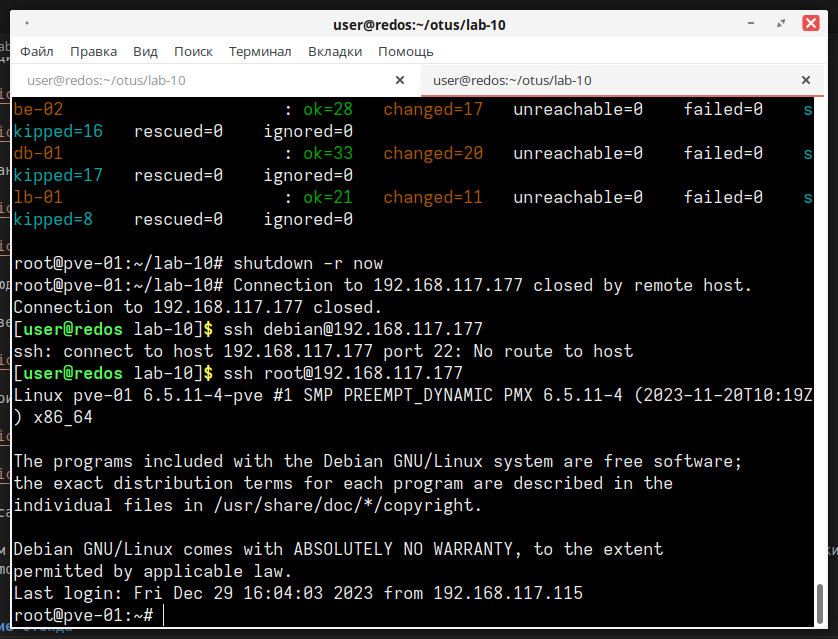 user@redos:~/otus/lab-10
Файл Правка Вид Поиск Терминал Вкладки Помощь
user@redos:~/otus/lab-10 × user@redos:~/otus/lab-10 ×
be-02 : ok=28 changed=17 unreachable=0 failed=0 s
kipped=16 rescued=0 ignored=0
db-01 : ok=33 changed=20 unreachable=0 failed=0 s
kipped=17 rescued=0 ignored=0
lb-01 : ok=21 changed=11 unreachable=0 failed=0 s
kipped=8 rescued=0 ignored=0
root@pve-01:~/lab-10# shutdown -r now
root@pve-01:~/lab-10# Connection to 192.168.117.177 closed by remote host.
Connection to 192.168.117.177 closed.
[user@redos lab-10]$ ssh debian@192.168.117.177
ssh: connect to host 192.168.117.177 port 22: No route to host
[user@redos lab-10]$ ssh root@192.168.117.177
Linux pve-01 6.5.11-4-pve #1 SMP PREEMPT_DYNAMIC PMX 6.5.11-4 (2023-11-20T10:19Z
) x86_64
The programs included with the Debian GNU/Linux system are free software;
the exact distribution terms for each program are described in the
individual files in /usr/share/doc/*/copyright.
Debian GNU/Linux comes with ABSOLUTELY NO WARRANTY, to the extent
permitted by applicable law.
Last login: Fri Dec 29 16:04:03 2023 from 192.168.117.115
root@pve-01:~#